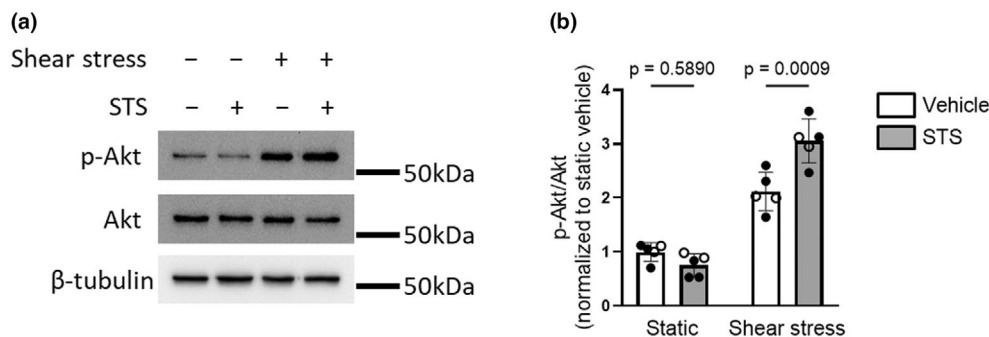 (a)
Shear stress – – + +
STS – + – +
p-Akt
50kDa
Akt
50kDa
β-tubulin
50kDa
(b)
p = 0.5890 p = 0.0009
p-Akt/Akt
(normalized to static vehicle)
4
3
2
1
0
Static Shear stress
Vehicle
STS